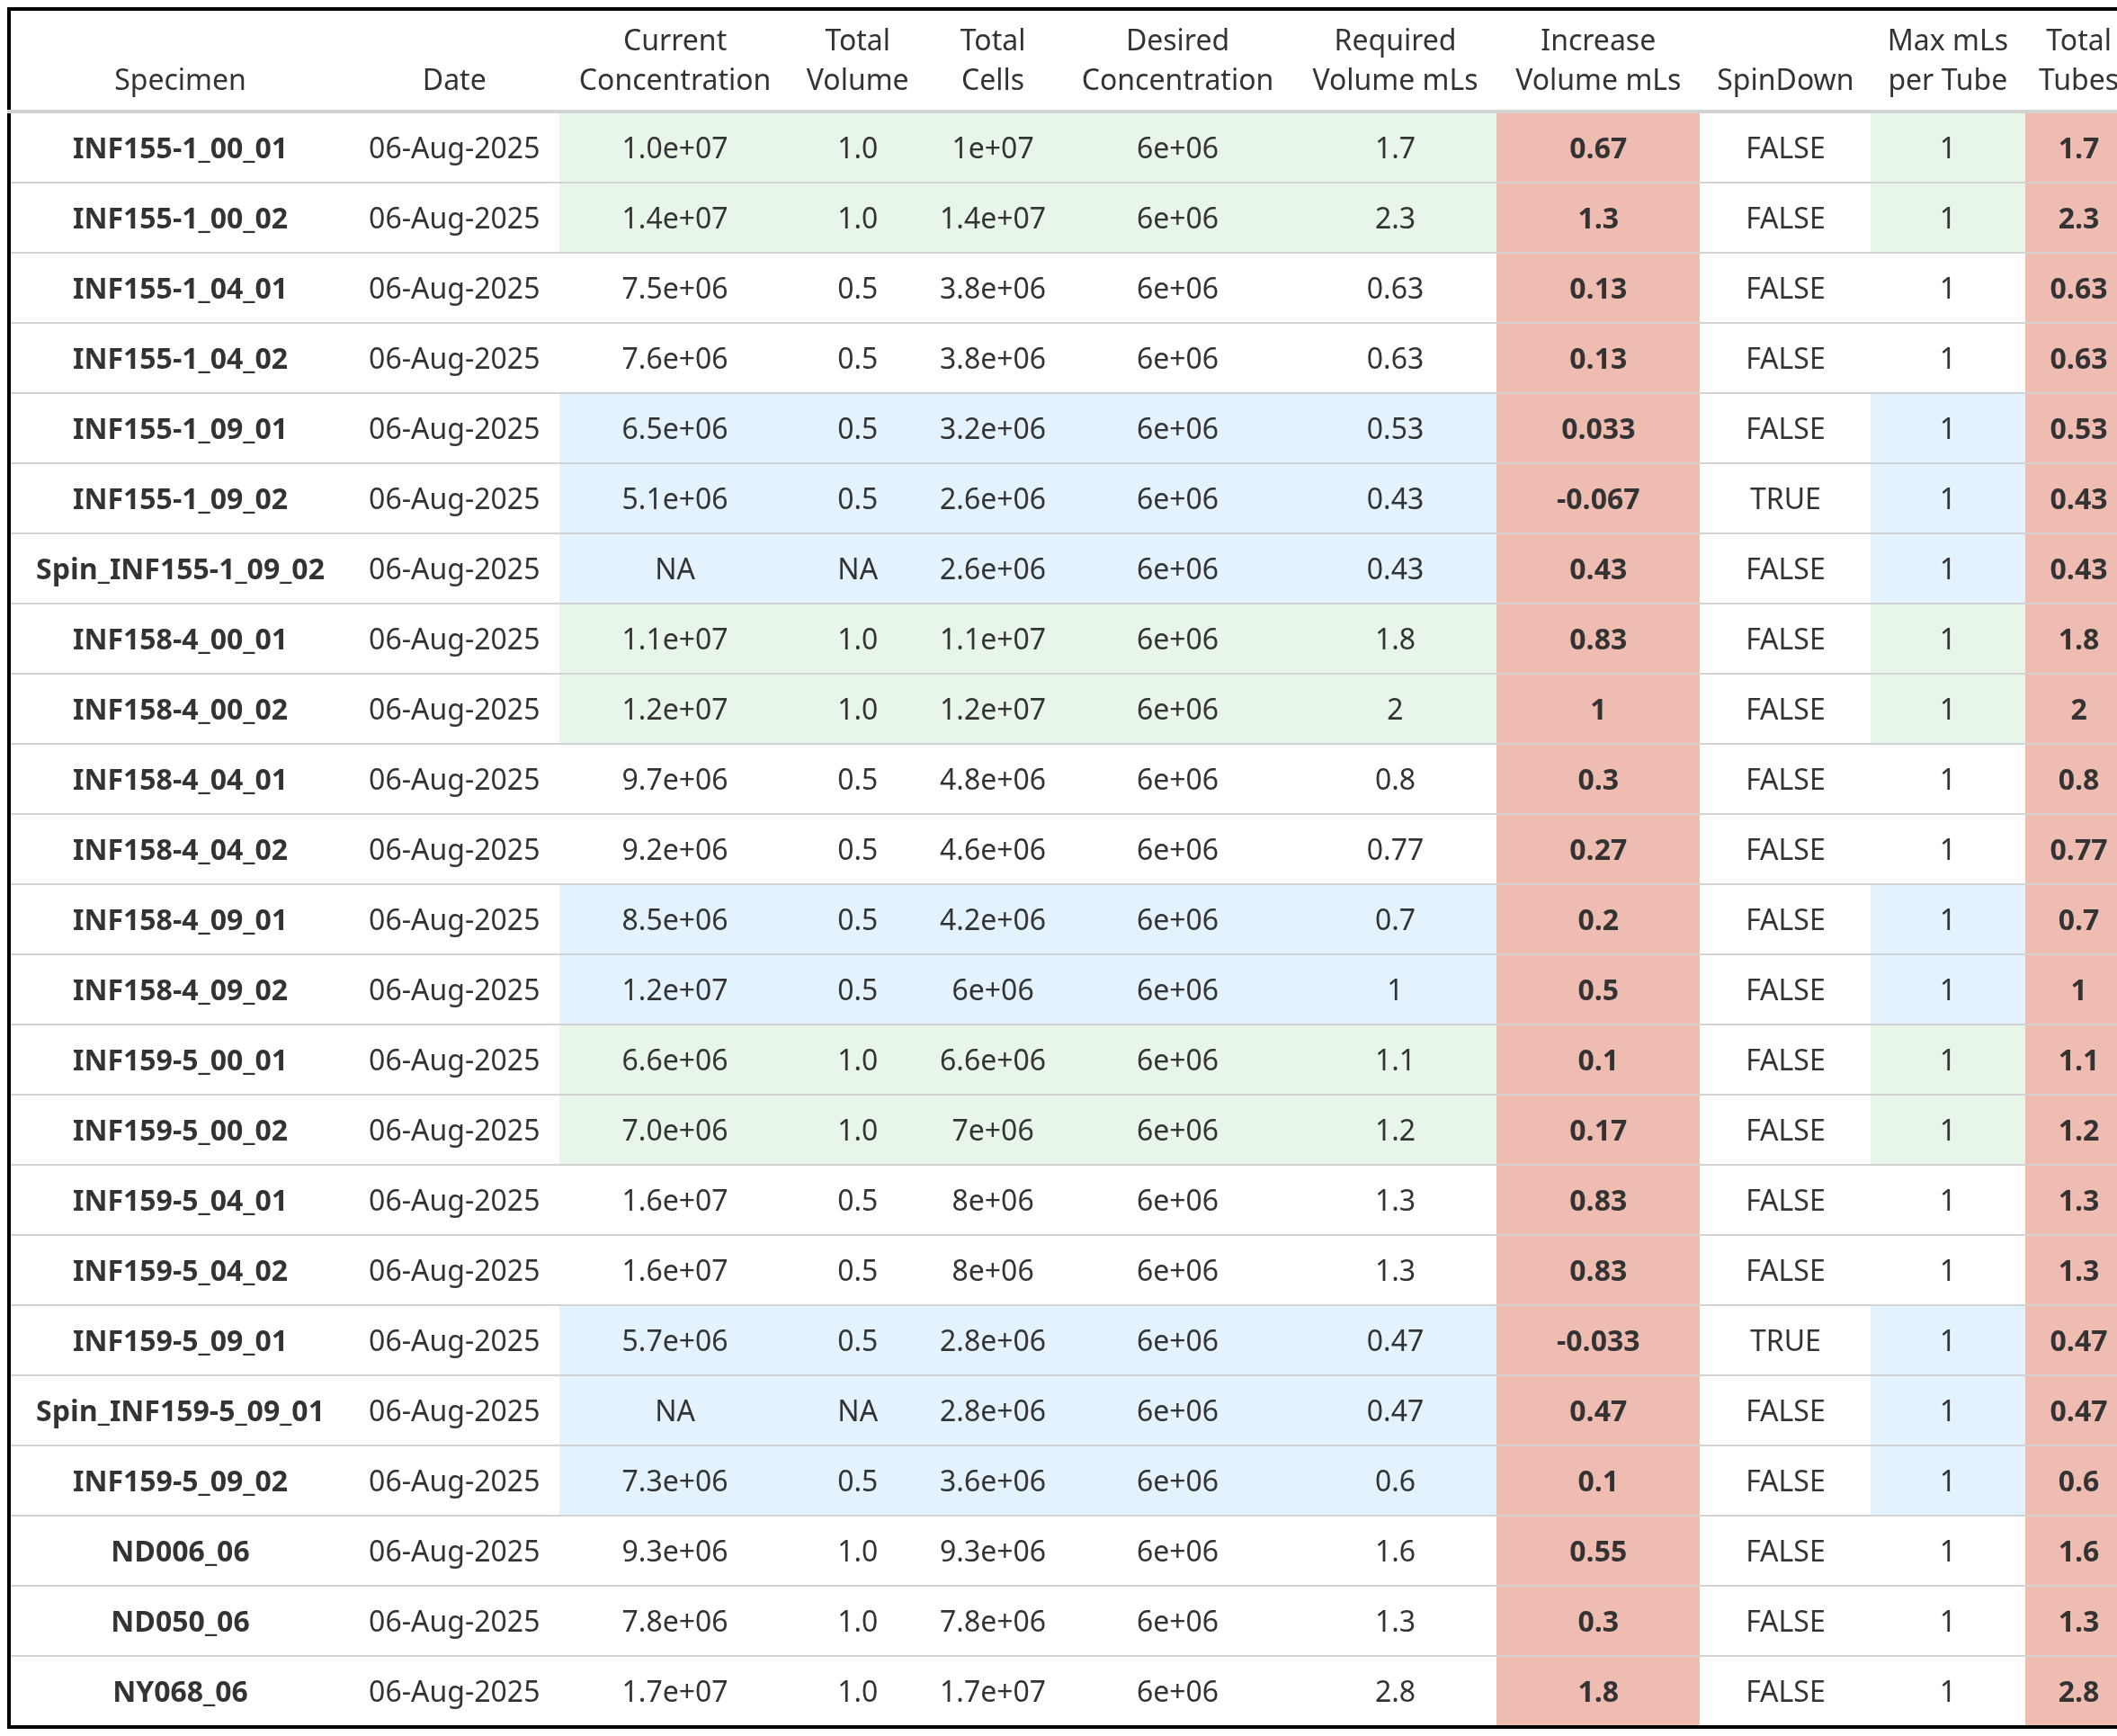 Specimen Date Current Concentration Total Volume Total Cells Desired Concentration Required Volume mLs Increase Volume mLs SpinDown Max mLs per Tube Total Tubes
INF155-1_00_01 06-Aug-2025 1.0e+07 1.0 1e+07 6e+06 1.7 0.67 FALSE 1 1.7
INF155-1_00_02 06-Aug-2025 1.4e+07 1.0 1.4e+07 6e+06 2.3 1.3 FALSE 1 2.3
INF155-1_04_01 06-Aug-2025 7.5e+06 0.5 3.8e+06 6e+06 0.63 0.13 FALSE 1 0.63
INF155-1_04_02 06-Aug-2025 7.6e+06 0.5 3.8e+06 6e+06 0.63 0.13 FALSE 1 0.63
INF155-1_09_01 06-Aug-2025 6.5e+06 0.5 3.2e+06 6e+06 0.53 0.033 FALSE 1 0.53
INF155-1_09_02 06-Aug-2025 5.1e+06 0.5 2.6e+06 6e+06 0.43 -0.067 TRUE 1 0.43
Spin_INF155-1_09_02 06-Aug-2025 NA NA 2.6e+06 6e+06 0.43 0.43 FALSE 1 0.43
INF158-4_00_01 06-Aug-2025 1.1e+07 1.0 1.1e+07 6e+06 1.8 0.83 FALSE 1 1.8
INF158-4_00_02 06-Aug-2025 1.2e+07 1.0 1.2e+07 6e+06 2 1 FALSE 1 2
INF158-4_04_01 06-Aug-2025 9.7e+06 0.5 4.8e+06 6e+06 0.8 0.3 FALSE 1 0.8
INF158-4_04_02 06-Aug-2025 9.2e+06 0.5 4.6e+06 6e+06 0.77 0.27 FALSE 1 0.77
INF158-4_09_01 06-Aug-2025 8.5e+06 0.5 4.2e+06 6e+06 0.7 0.2 FALSE 1 0.7
INF158-4_09_02 06-Aug-2025 1.2e+07 0.5 6e+06 6e+06 1 0.5 FALSE 1 1
INF159-5_00_01 06-Aug-2025 6.6e+06 1.0 6.6e+06 6e+06 1.1 0.1 FALSE 1 1.1
INF159-5_00_02 06-Aug-2025 7.0e+06 1.0 7e+06 6e+06 1.2 0.17 FALSE 1 1.2
INF159-5_04_01 06-Aug-2025 1.6e+07 0.5 8e+06 6e+06 1.3 0.83 FALSE 1 1.3
INF159-5_04_02 06-Aug-2025 1.6e+07 0.5 8e+06 6e+06 1.3 0.83 FALSE 1 1.3
INF159-5_09_01 06-Aug-2025 5.7e+06 0.5 2.8e+06 6e+06 0.47 -0.033 TRUE 1 0.47
Spin_INF159-5_09_01 06-Aug-2025 NA NA 2.8e+06 6e+06 0.47 0.47 FALSE 1 0.47
INF159-5_09_02 06-Aug-2025 7.3e+06 0.5 3.6e+06 6e+06 0.6 0.1 FALSE 1 0.6
ND006_06 06-Aug-2025 9.3e+06 1.0 9.3e+06 6e+06 1.6 0.55 FALSE 1 1.6
ND050_06 06-Aug-2025 7.8e+06 1.0 7.8e+06 6e+06 1.3 0.3 FALSE 1 1.3
NY068_06 06-Aug-2025 1.7e+07 1.0 1.7e+07 6e+06 2.8 1.8 FALSE 1 2.8